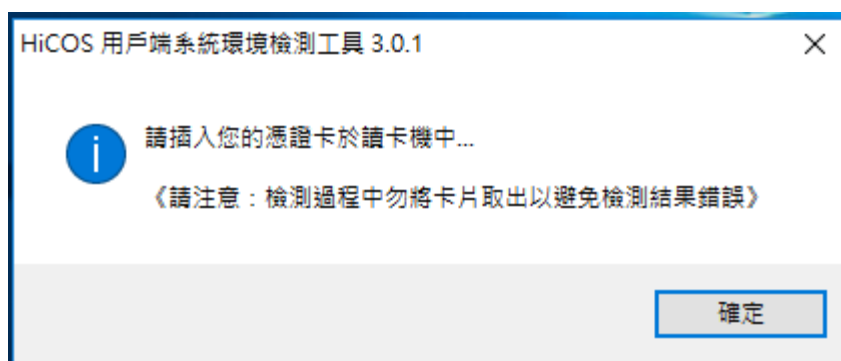 HiCOS 用戶端系統環境檢測工具 3.0.1
請插入您的憑證卡於讀卡機中...
《請注意：檢測過程中勿將卡片取出以避免檢測結果錯誤》
確定